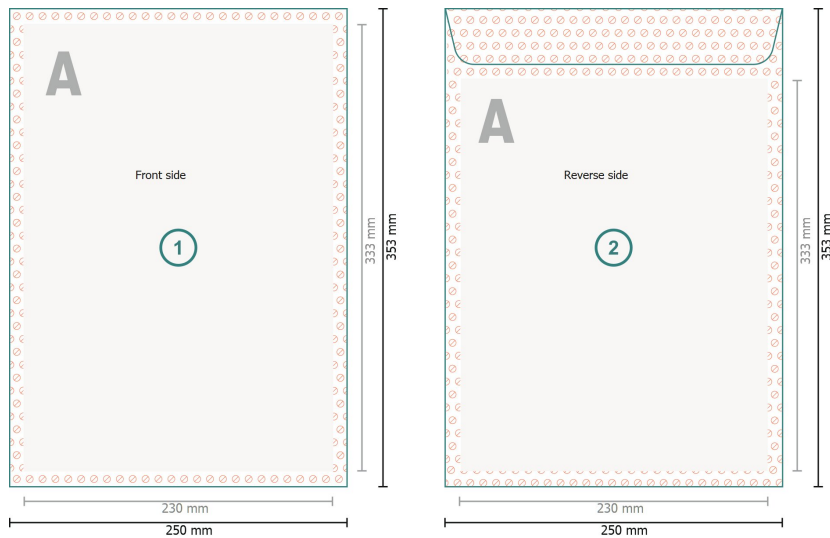 A
Front side
1
333 mm
353 mm
230 mm
250 mm
A
Reverse side
2
333 mm
353 mm
230 mm
250 mm